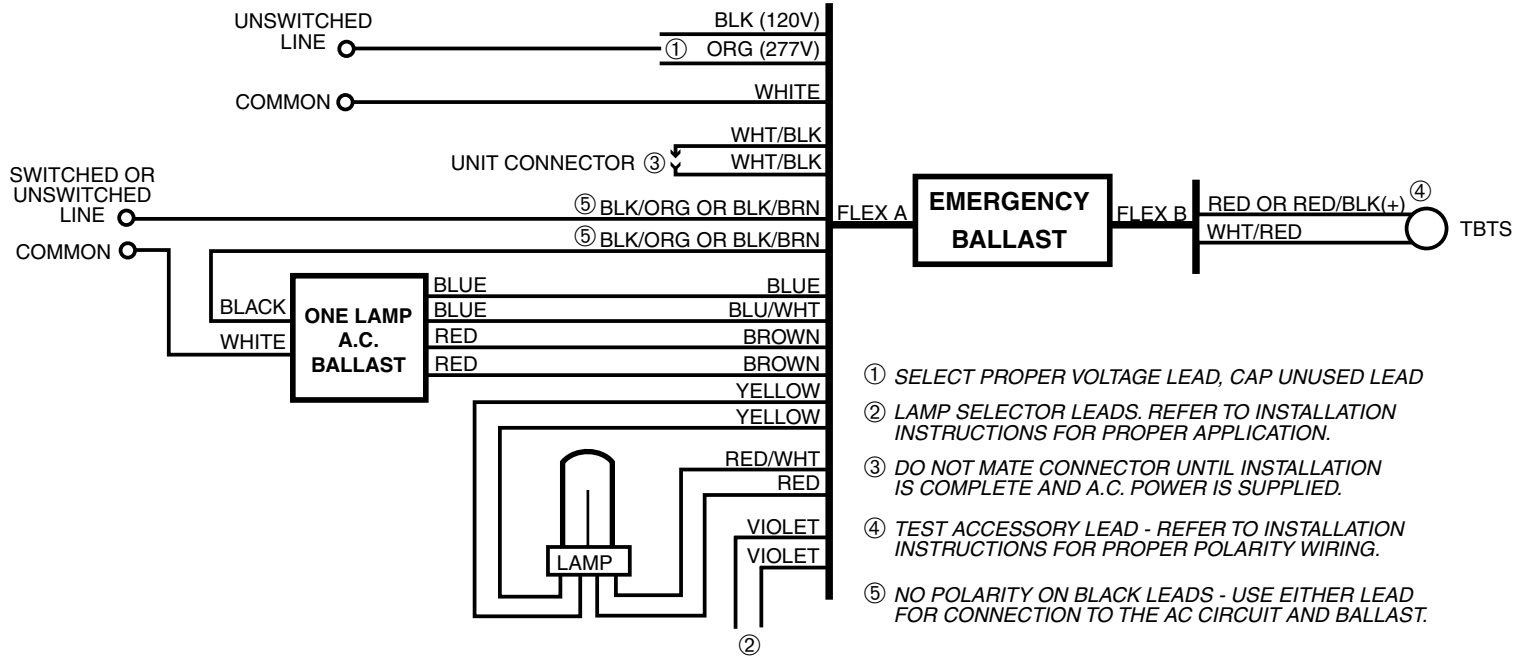 UNSWITCHED
LINE
BLK (120V)
① ORG (277V)
COMMON
WHITE
WHT/BLK
UNIT CONNECTOR ③
WHT/BLK
SWITCHED OR
UNSWITCHED
LINE
⑤ BLK/ORG OR BLK/BRN
⑤ BLK/ORG OR BLK/BRN
COMMON
FLEX A
EMERGENCY
BALLAST
FLEX B
RED OR RED/BLK(+)
④
WHT/RED
TBTS
BLACK
WHITE
ONE LAMP
A.C.
BALLAST
BLUE
BLUE
BLUE
BLU/WHT
RED
BROWN
RED
BROWN
YELLOW
YELLOW
RED/WHT
RED
LAMP
VIOLET
VIOLET
②
① SELECT PROPER VOLTAGE LEAD, CAP UNUSED LEAD
② LAMP SELECTOR LEADS. REFER TO INSTALLATION
INSTRUCTIONS FOR PROPER APPLICATION.
③ DO NOT MATE CONNECTOR UNTIL INSTALLATION
IS COMPLETE AND A.C. POWER IS SUPPLIED.
④ TEST ACCESSORY LEAD - REFER TO INSTALLATION
INSTRUCTIONS FOR PROPER POLARITY WIRING.
⑤ NO POLARITY ON BLACK LEADS - USE EITHER LEAD
FOR CONNECTION TO THE AC CIRCUIT AND BALLAST.